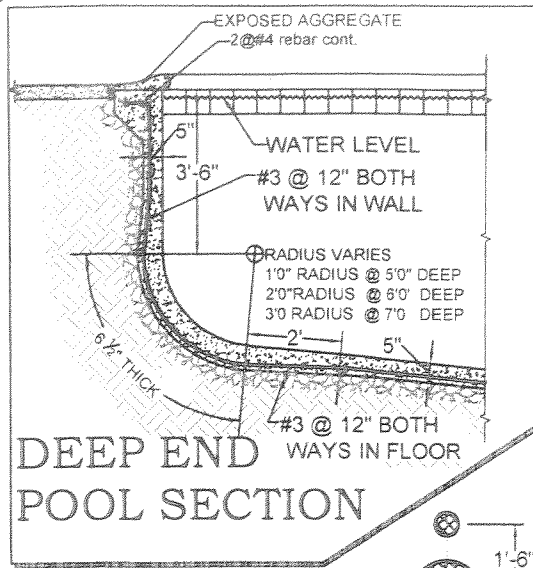 EXPOSED AGGREGATE
2@#4 rebar cont.
5"
WATER LEVEL
3'-6"
#3 @ 12" BOTH
WAYS IN WALL
RADIUS VARIES
1'0" RADIUS @ 5'0" DEEP
2'0"RADIUS @ 6'0' DEEP
3'0 RADIUS @ 7'0 DEEP
2'
5"
6 ½" THICK
#3 @ 12" BOTH
WAYS IN FLOOR
DEEP END
POOL SECTION
1'-6"